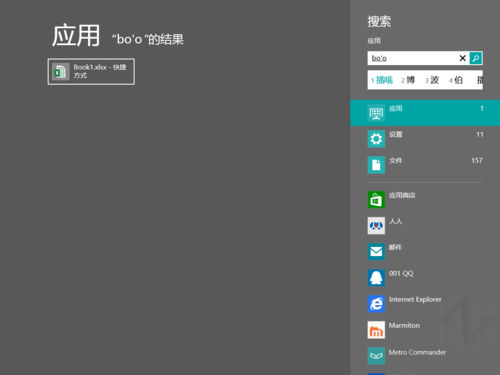 应用 “bo'o”的结果
Book1.xlsx - 快捷
方式
搜索
应用
bo'o
1 播哦 2 博 3 波 4 伯
应用 1
设置 11
文件 157
应用商店
人人
邮件
001 QQ
Internet Explorer
Marmiton
Metro Commander